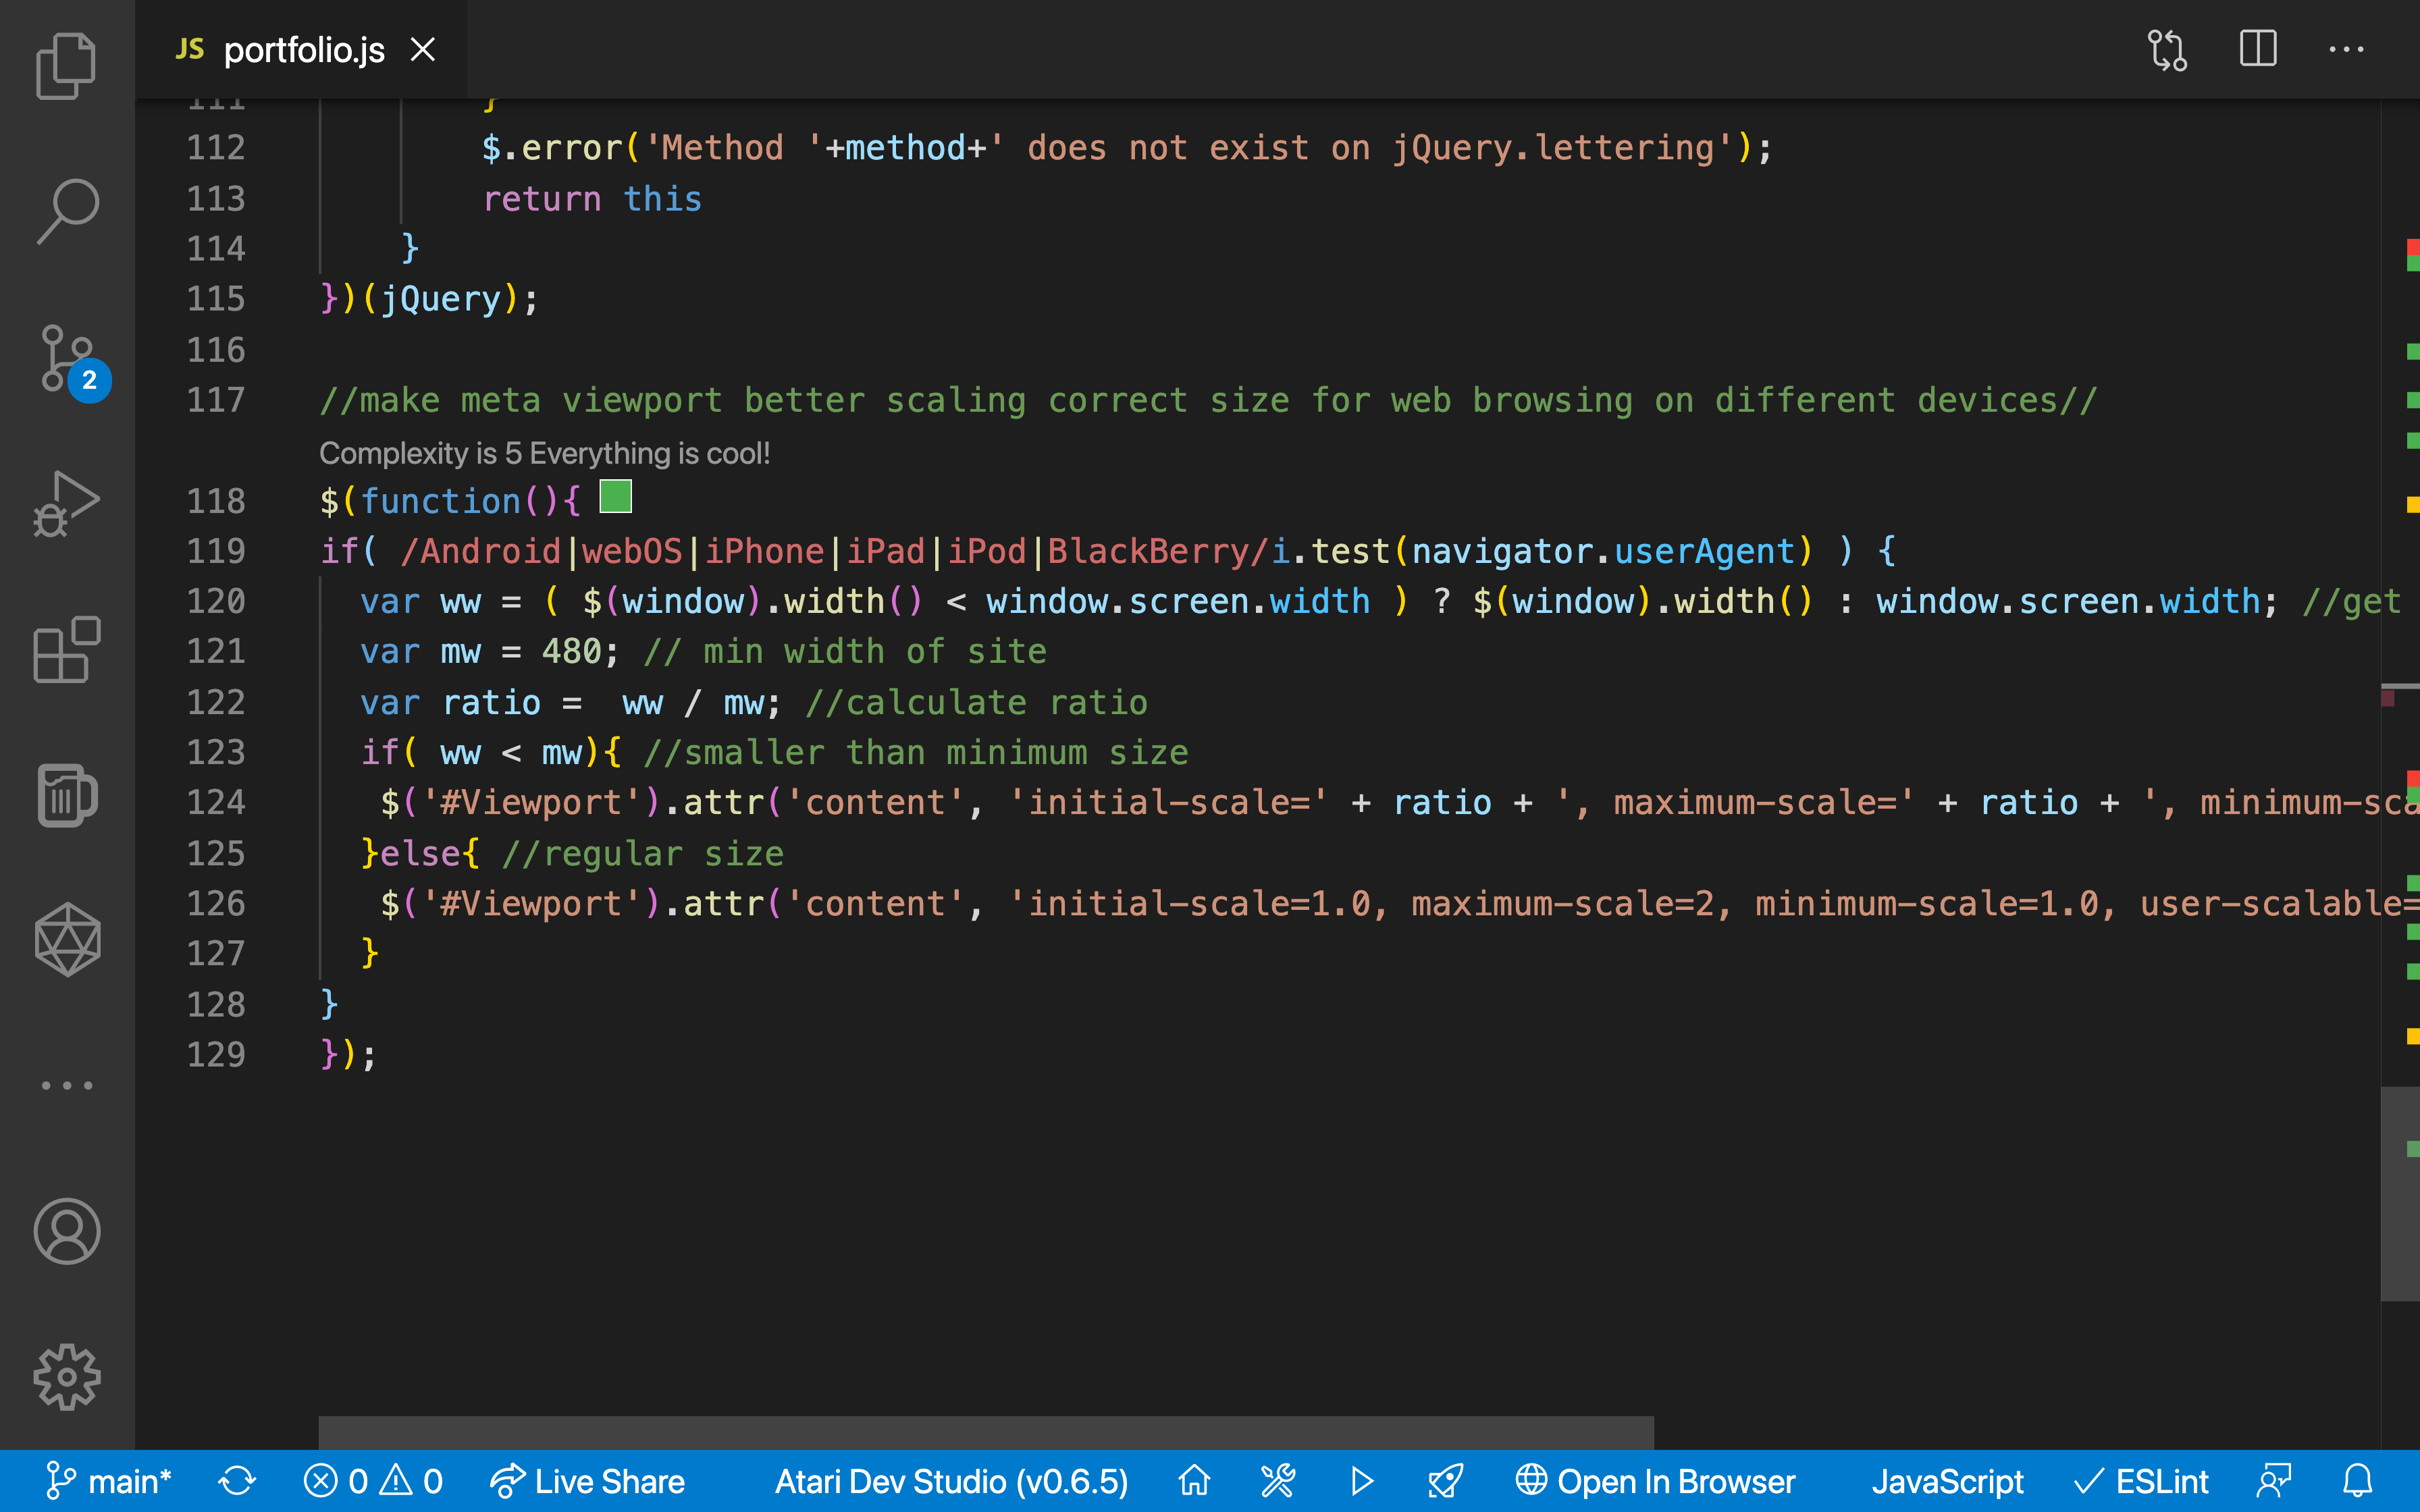 JS portfolio.js
111 }
112 $.error('Method '+method+' does not exist on jQuery.lettering');
113 return this
114 }
115 })(jQuery);
116
117 //make meta viewport better scaling correct size for web browsing on different devices//
Complexity is 5 Everything is cool!
118 $(function(){
119 if( /Android|webOS|iPhone|iPad|iPod|BlackBerry/i.test(navigator.userAgent) ) {
120 var ww = ( $(window).width() < window.screen.width ) ? $(window).width() : window.screen.width; //get
121 var mw = 480; // min width of site
122 var ratio =  ww / mw; //calculate ratio
123 if( ww < mw){ //smaller than minimum size
124 $('#Viewport').attr('content', 'initial-scale=' + ratio + ', maximum-scale=' + ratio + ', minimum-sca
125 }else{ //regular size
126 $('#Viewport').attr('content', 'initial-scale=1.0, maximum-scale=2, minimum-scale=1.0, user-scalable=
127 }
128 }
129 });
2
main* 0 0 Live Share Atari Dev Studio (v0.6.5) Open In Browser JavaScript ESLint